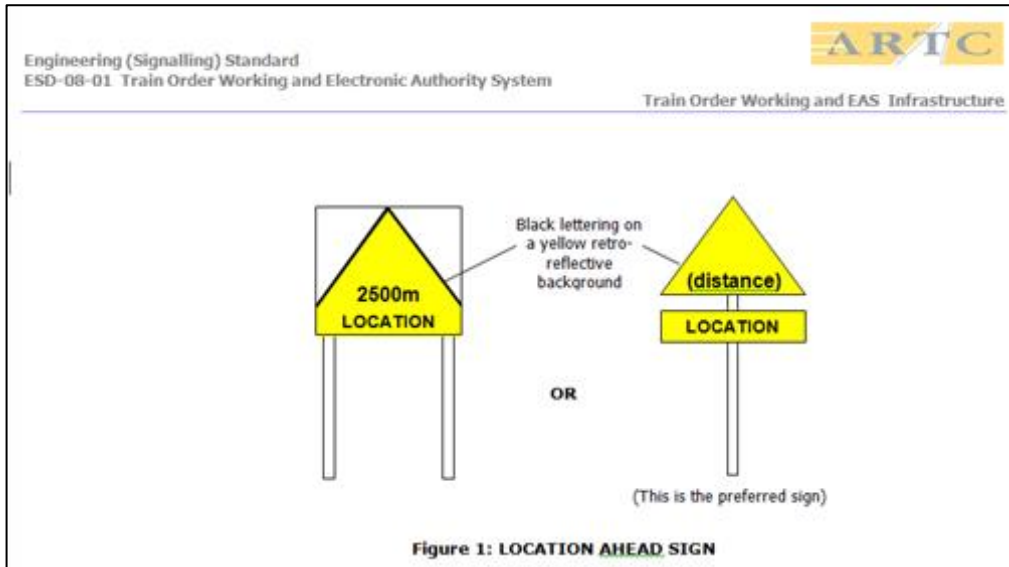 ARTC
Engineering (Signalling) Standard
ESD-08-01 Train Order Working and Electronic Authority System
Train Order Working and EAS Infrastructure
Black lettering on
a yellow retro-
reflective
background
2500m
LOCATION
(distance)
LOCATION
OR
(This is the preferred sign)
Figure 1: LOCATION AHEAD SIGN